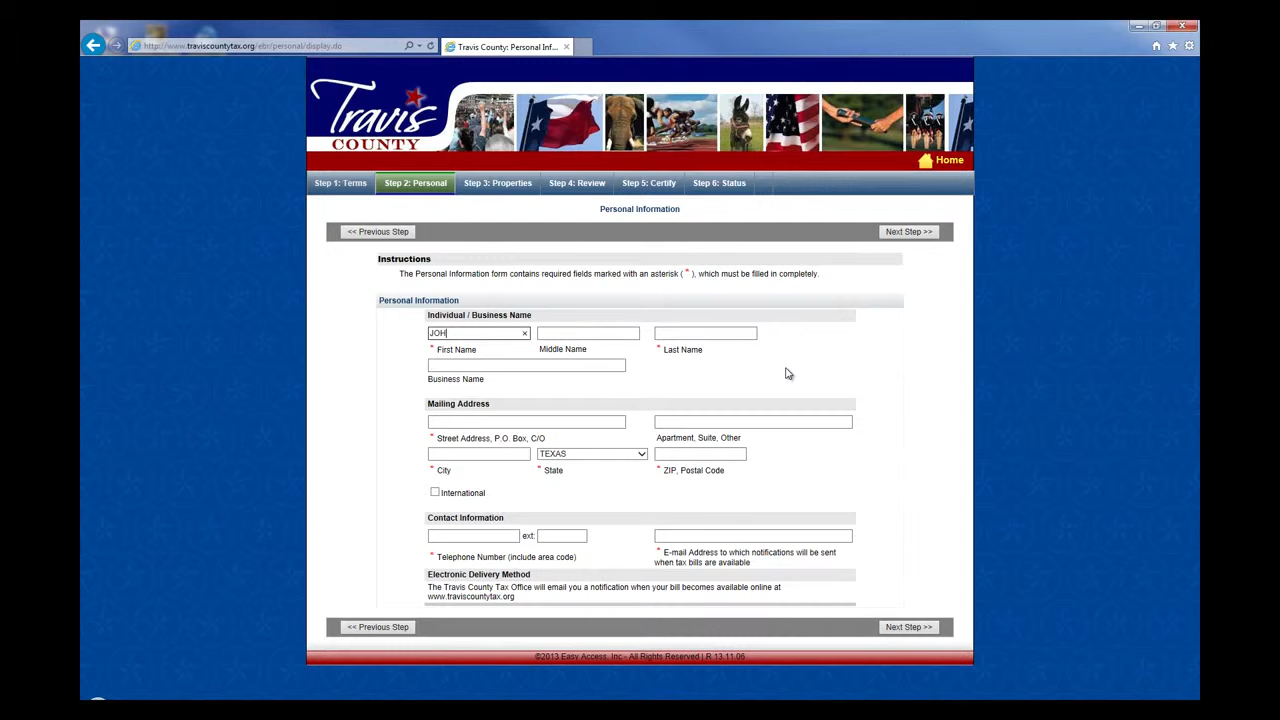 http://www.traviscountytax.org/ebr/personal/display.do
Travis County: Personal Inf...
Travis
COUNTY
Home
Step 1: Terms
Step 2: Personal
Step 3: Properties
Step 4: Review
Step 5: Certify
Step 6: Status
Personal Information
<< Previous Step
Next Step >>
Instructions
The Personal Information form contains required fields marked with an asterisk ( * ), which must be filled in completely.
Personal Information
Individual / Business Name
JOH
* First Name
Middle Name
* Last Name
Business Name
Mailing Address
* Street Address, P.O. Box, C/O
Apartment, Suite, Other
TEXAS
* City
* State
* ZIP, Postal Code
International
Contact Information
ext:
* Telephone Number (include area code)
* E-mail Address to which notifications will be sent
when tax bills are available
Electronic Delivery Method
The Travis County Tax Office will email you a notification when your bill becomes available online at
www.traviscountytax.org
<< Previous Step
Next Step >>
©2013 Easy Access, Inc - All Rights Reserved | R 13.11.06